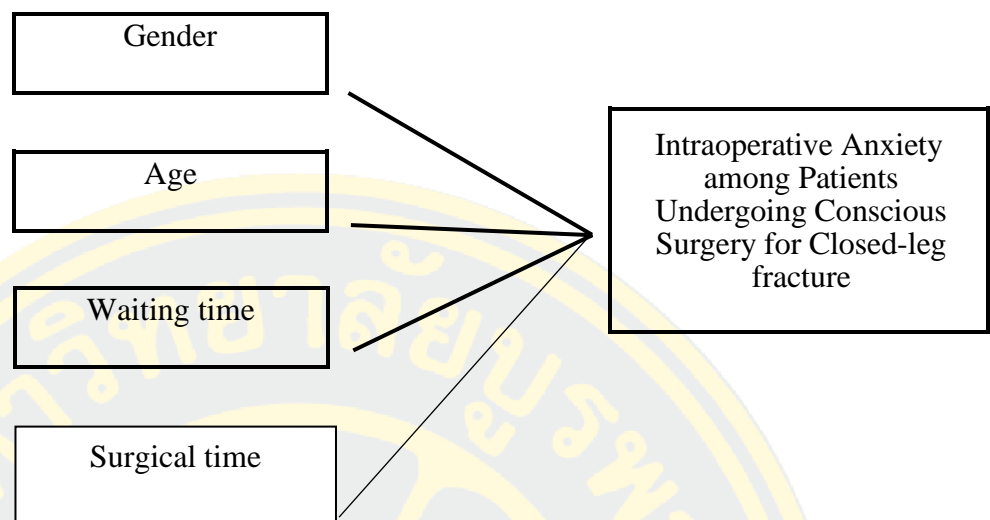 Gender
Age
Waiting time
Surgical time
Intraoperative Anxiety
among Patients
Undergoing Conscious
Surgery for Closed-leg
fracture